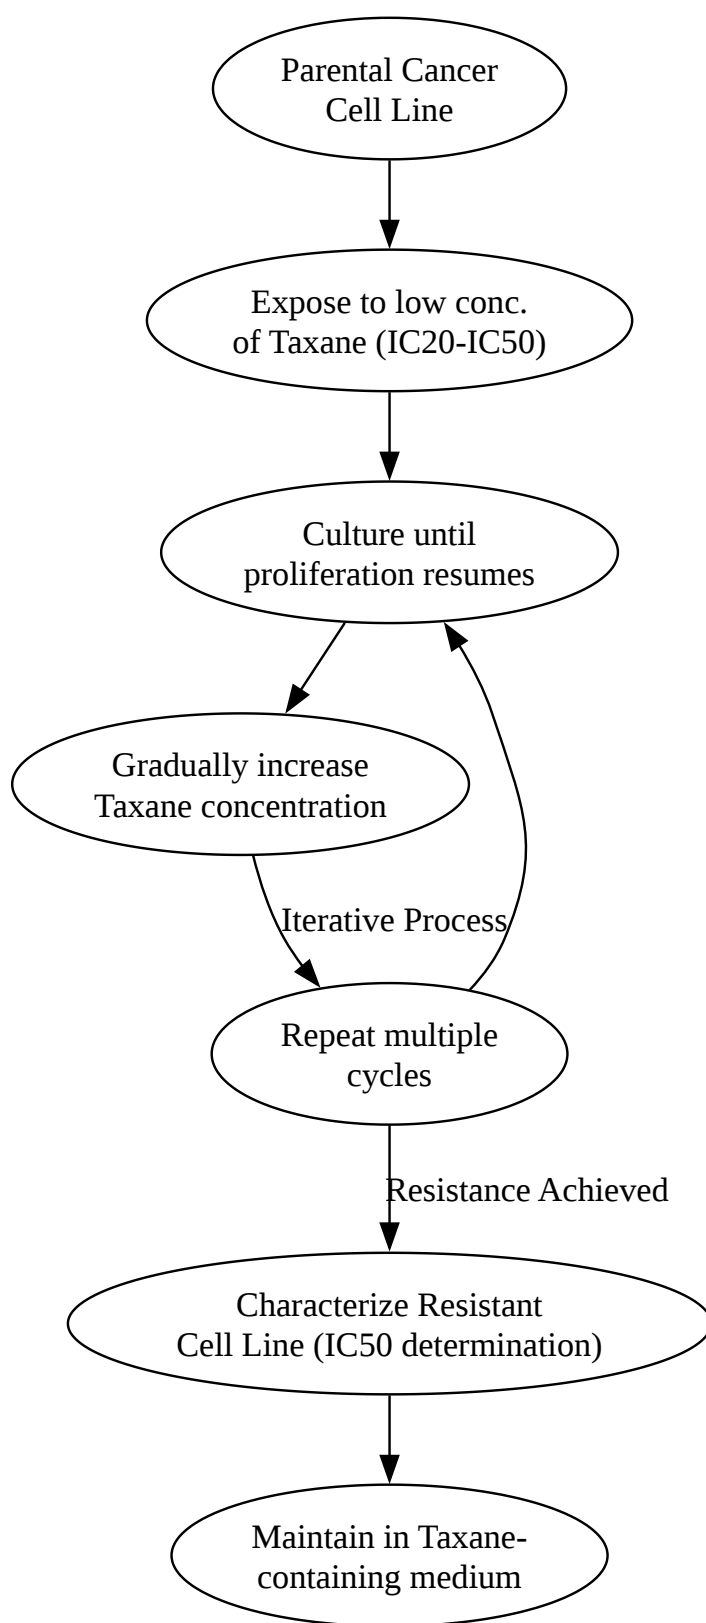 Parental Cancer
Cell Line
Expose to low conc.
of Taxane (IC20-IC50)
Culture until
proliferation resumes
Gradually increase
Taxane concentration
Iterative Process
Repeat multiple
cycles
Resistance Achieved
Characterize Resistant
Cell Line (IC50 determination)
Maintain in Taxane-
containing medium